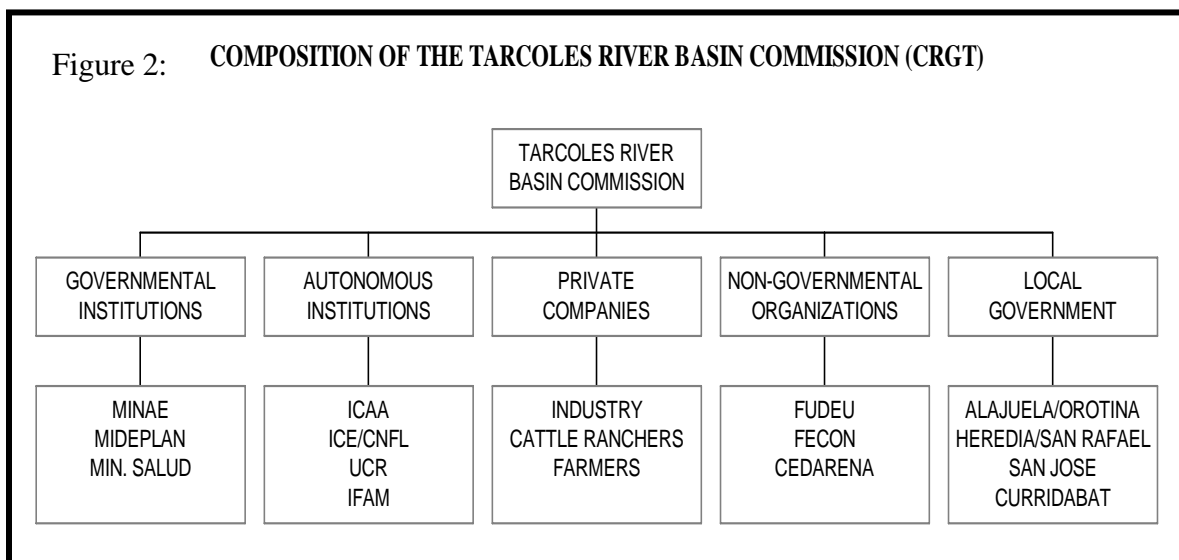 Figure 2: COMPOSITION OF THE TARCOLES RIVER BASIN COMMISSION (CRGT)
TARCOLES RIVER
BASIN COMMISSION
GOVERNMENTAL
INSTITUTIONS
AUTONOMOUS
INSTITUTIONS
PRIVATE
COMPANIES
NON-GOVERNMENTAL
ORGANIZATIONS
LOCAL
GOVERNMENT
MINAE
MIDEPLAN
MIN. SALUD
ICAA
ICE/CNFL
UCR
IFAM
INDUSTRY
CATTLE RANCHERS
FARMERS
FUDEU
FECON
CEDARENA
ALAJUELA/OROTINA
HEREDIA/SAN RAFAEL
SAN JOSE
CURRIDABAT